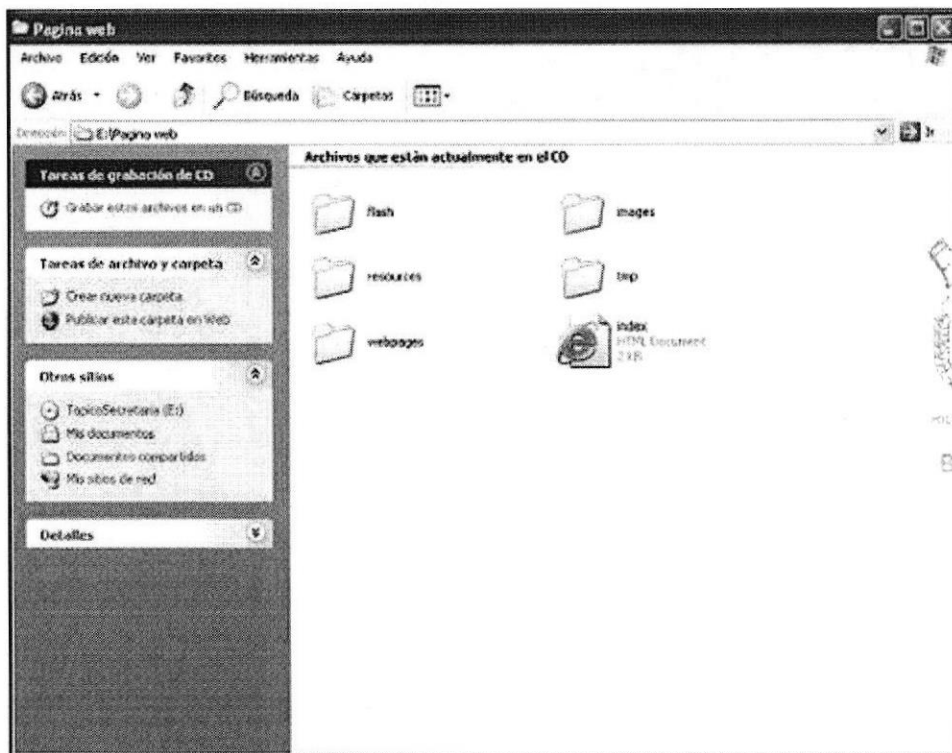 Pagina web
Archivo Edición Ver Favoritos Herramientas Ayuda
Atrás Búsqueda Carpetas
Dirección E:\Pagina web Ir
Tareas de grabación de CD
Grabar estos archivos en un CD
Tareas de archivo y carpeta
Crear nueva carpeta
Publicar esta carpeta en Web
Otros sitios
TopicoSecretaria (E:)
Mis documentos
Documentos compartidos
Mis sitios de red
Detalles
Archivos que están actualmente en el CD
flash
images
resources
tmp
webpages
index
HTML Document
2 KB